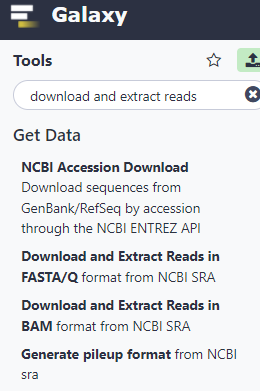 Galaxy
Tools
download and extract reads
Get Data
NCBI Accession Download
Download sequences from
GenBank/RefSeq by accession
through the NCBI ENTREZ API
Download and Extract Reads in
FASTA/Q format from NCBI SRA
Download and Extract Reads in
BAM format from NCBI SRA
Generate pileup format from NCBI
sra